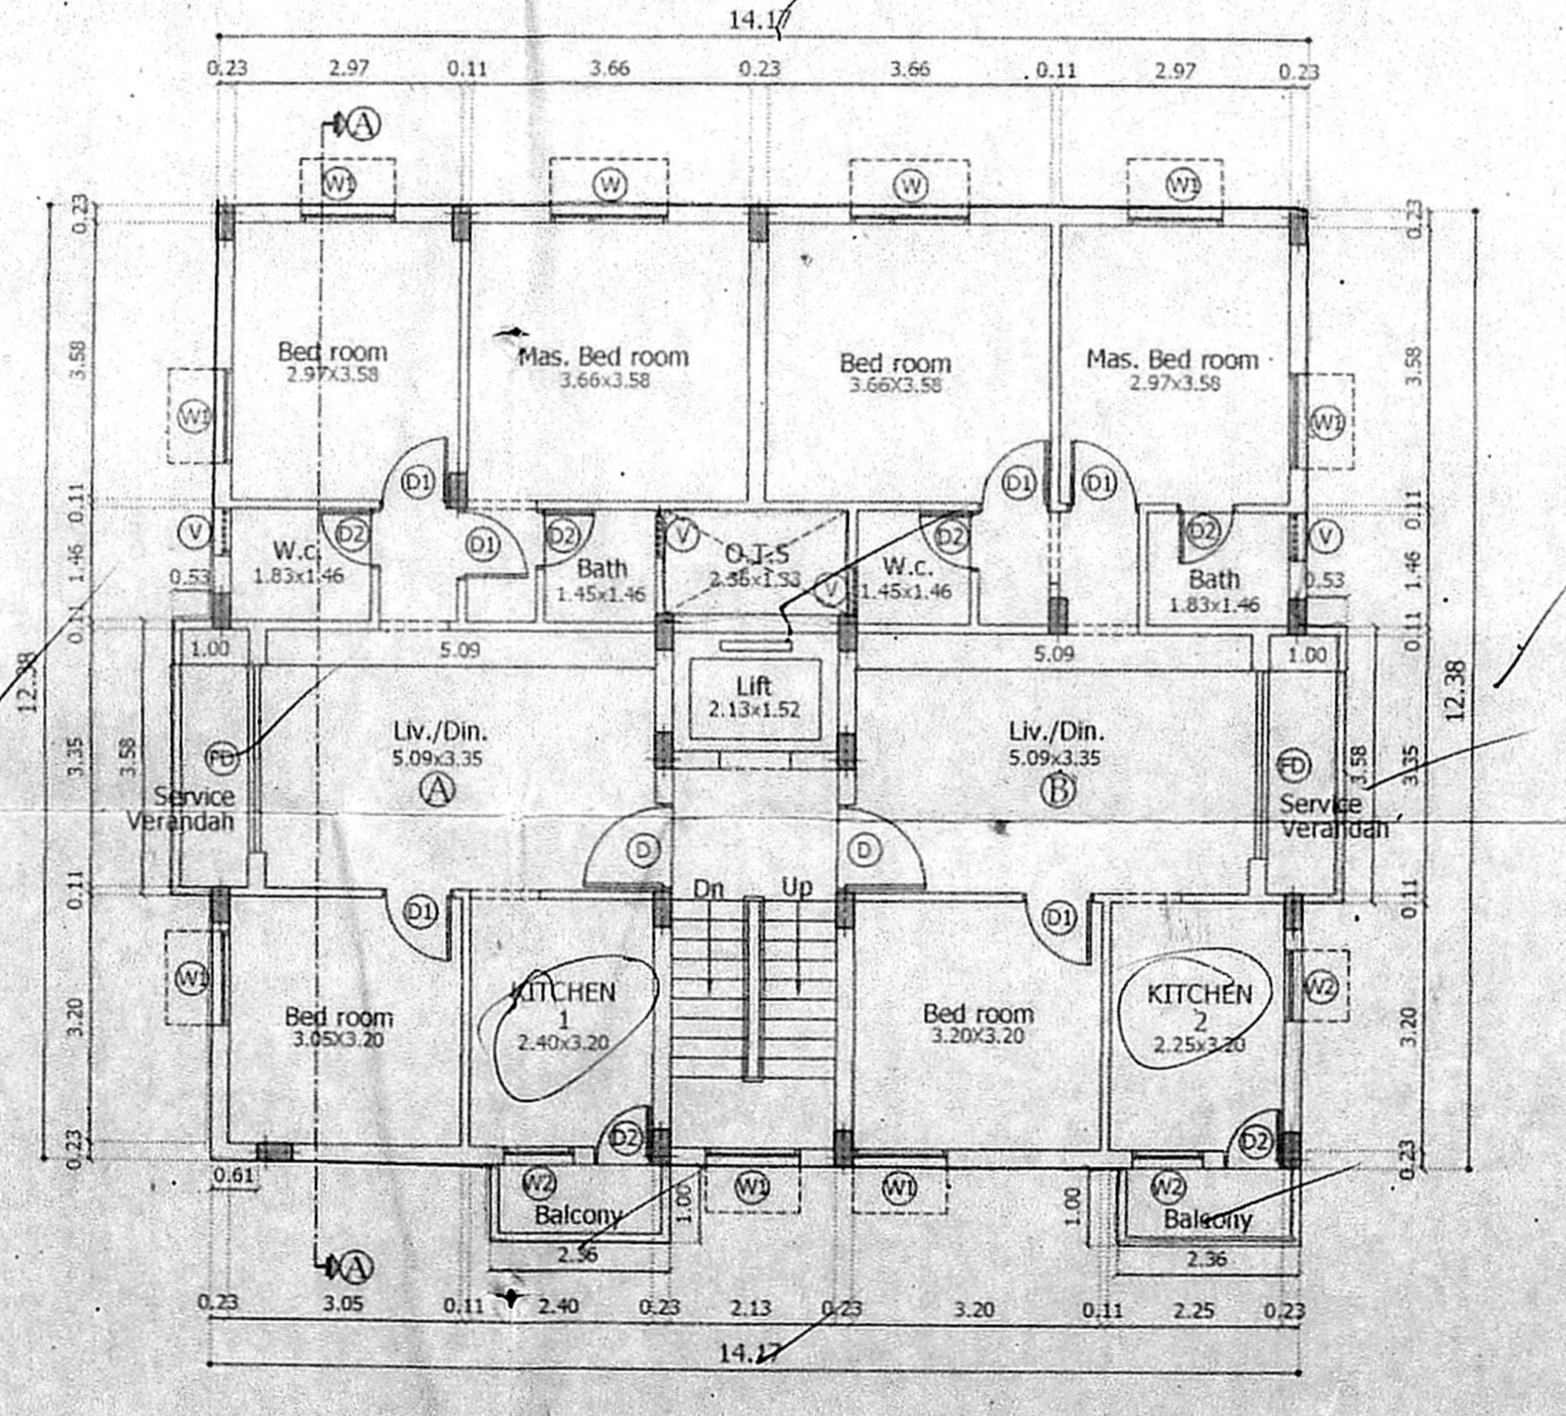 14.17
0.23 2.97 0.11 3.66 0.23 3.66 0.11 2.97 0.23
A
W1 W W W1
0.23 0.23
3.58 3.58
Bed room
2.97X3.58
Mas. Bed room
3.66x3.58
Bed room
3.66X3.58
Mas. Bed room
2.97x3.58
W1 W1
D1 D1 D1
0.11 0.11
V D2 D1 D2 V D2 D2 V
W.c.
1.83x1.46
Bath
1.45x1.46
O.T.S
V
W.c.
1.45x1.46
Bath
1.83x1.46
1.46 1.46
0.53 0.53
0.11 0.11
1.00 5.09 5.09 1.00
12.38 12.38
Lift
2.13x1.52
Liv./Din.
5.09x3.35
A
Liv./Din.
5.09x3.35
B
3.35 3.58 3.58 3.35
FD FD
Service
Verandah
Service
Verandah
D D
Dn Up
0.11 0.11
D1 D1
W1 W2
KITCHEN
1
2.40x3.20
KITCHEN
2
2.25x3.20
Bed room
3.05X3.20
Bed room
3.20X3.20
3.20 3.20
D2 D2
0.23 0.23
0.61
W2 W1 W1 W2
Balcony 1.00 1.00 Balcony
2.36 2.36
A
0.23 3.05 0.11 2.40 0.23 2.13 0.23 3.20 0.11 2.25 0.23
14.17